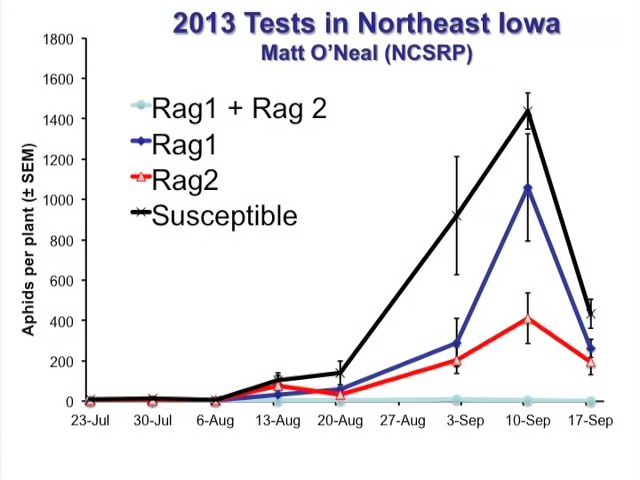 2013 Tests in Northeast Iowa
Matt O'Neal (NCSRP)
Rag1 + Rag 2
Rag1
Rag2
Susceptible
Aphids per plant (± SEM)
1800
1600
1400
1200
1000
800
600
400
200
0
23-Jul 30-Jul 6-Aug 13-Aug 20-Aug 27-Aug 3-Sep 10-Sep 17-Sep